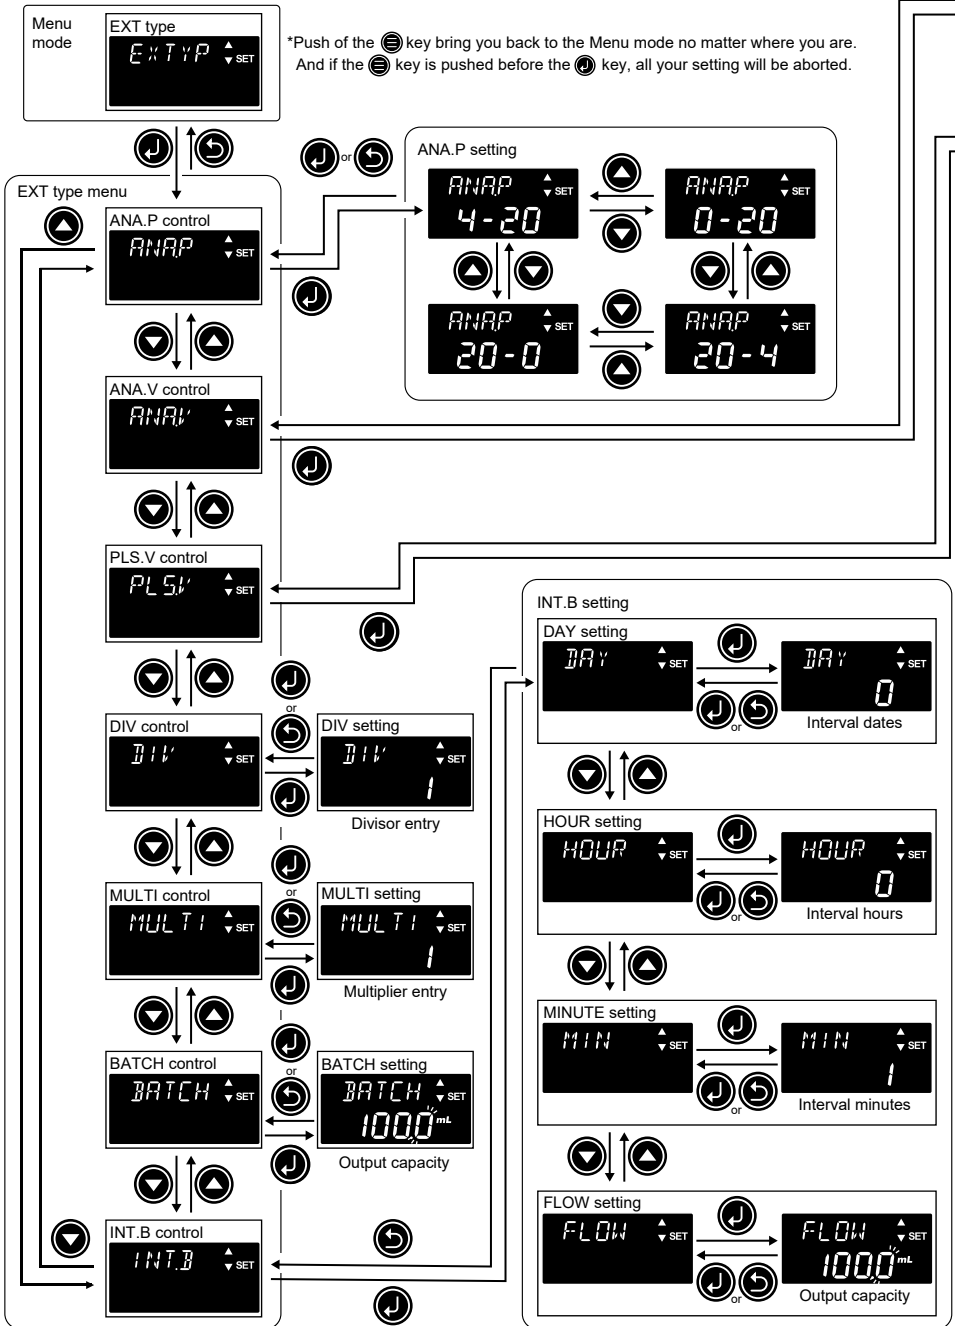 Menu
mode
EXT type
EXTYP SET
*Push of the key bring you back to the Menu mode no matter where you are.
And if the key is pushed before the key, all your setting will be aborted.
or
EXT type menu
ANA.P control
ANA.P SET
ANA.P setting
ANA.P SET
4-20
ANA.P SET
0-20
ANA.P SET
20-0
ANA.P SET
20-4
ANA.V control
ANA.V SET
PLS.V control
PLS.V SET
DIV control
DIV SET
or
DIV setting
DIV SET
1
Divisor entry
MULTI control
MULTI SET
or
MULTI setting
MULTI SET
1
Multiplier entry
BATCH control
BATCH SET
or
BATCH setting
BATCH SET
100.0 mL
Output capacity
INT.B control
INT.B SET
INT.B setting
DAY setting
DAY SET
or
DAY SET
0
Interval dates
HOUR setting
HOUR SET
or
HOUR SET
0
Interval hours
MINUTE setting
MIN SET
or
MIN SET
1
Interval minutes
FLOW setting
FLOW SET
or
FLOW SET
100.0 mL
Output capacity